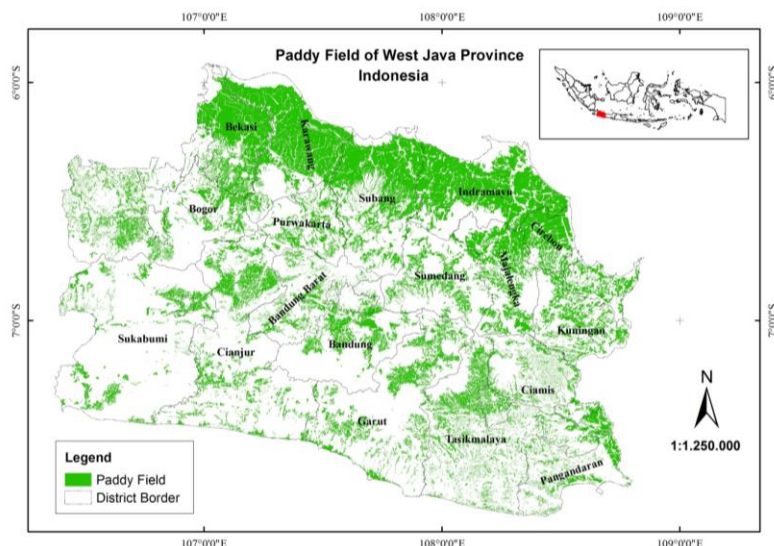 107°0'0"E
108°0'0"E
109°0'0"E
Paddy Field of West Java Province
Indonesia
6°0'0"S
6°0'0"S
Bekasi
Karawang
Subang
Indramayu
Bogor
Purwakarta
Cirebon
Sumedang
Majalengka
Bandung Barat
7°0'0"S
7°0'0"S
Kuningan
Sukabumi
Cianjur
Bandung
Ciamis
N
Garut
Tasikmalaya
1:1.250.000
Pangandaran
Legend
Paddy Field
District Border
107°0'0"E
108°0'0"E
109°0'0"E